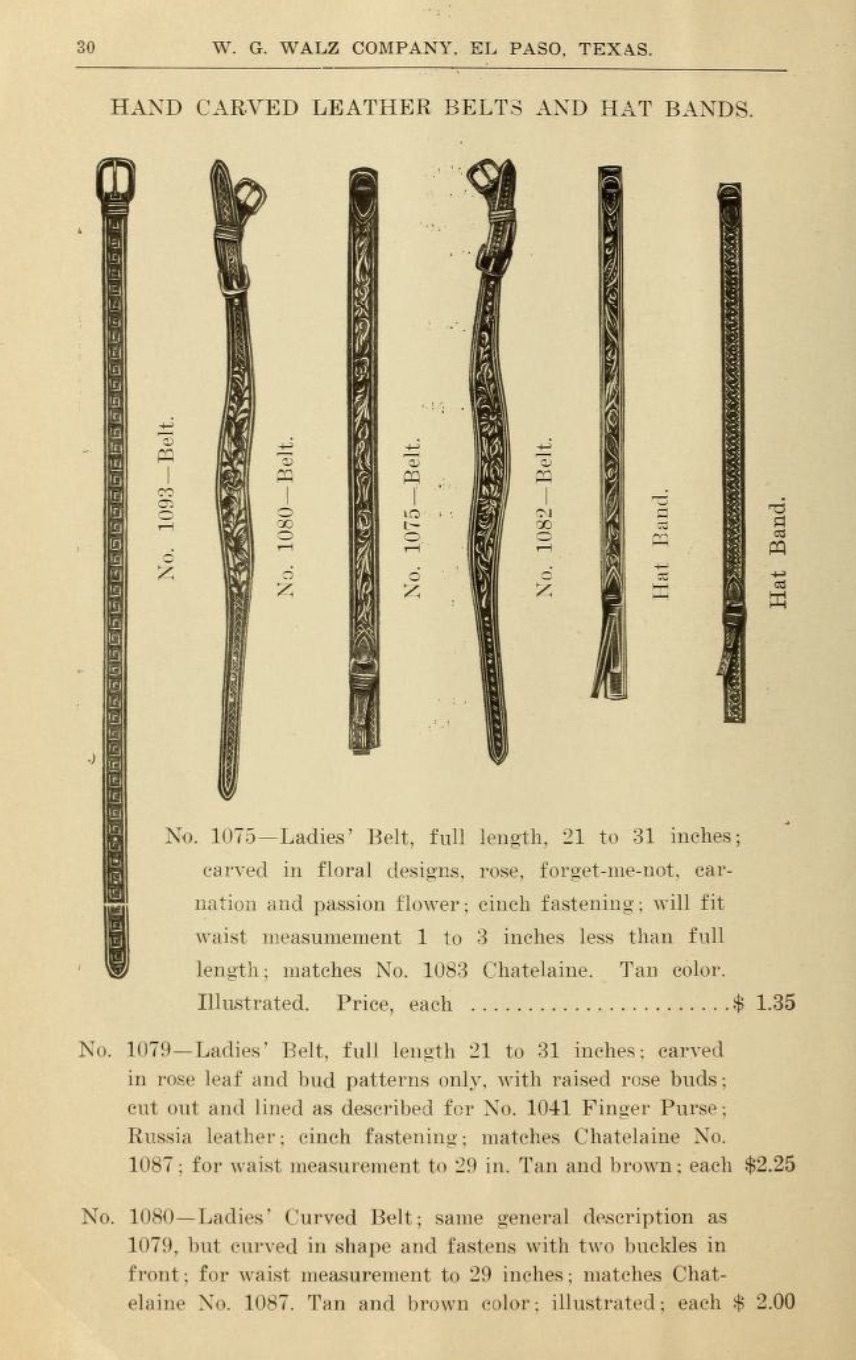 30 W. G. WALZ COMPANY, EL PASO, TEXAS.
HAND CARVED LEATHER BELTS AND HAT BANDS.
No. 1093—Belt.
No. 1080—Belt.
No. 1075—Belt.
No. 1082—Belt.
Hat Band.
Hat Band.
No. 1075—Ladies' Belt, full length, 21 to 31 inches;
carved in floral designs, rose, forget-me-not, car-
nation and passion flower; cinch fastening; will fit
waist measumement 1 to 3 inches less than full
length; matches No. 1083 Chatelaine. Tan color.
Illustrated. Price, each ........................$ 1.35
No. 1079—Ladies' Belt, full length 21 to 31 inches; carved
in rose leaf and bud patterns only, with raised rose buds;
cut out and lined as described for No. 1041 Finger Purse;
Russia leather; cinch fastening; matches Chatelaine No.
1087; for waist measurement to 29 in. Tan and brown; each $2.25
No. 1080—Ladies' Curved Belt; same general description as
1079, but curved in shape and fastens with two buckles in
front; for waist measurement to 29 inches; matches Chat-
elaine No. 1087. Tan and brown color; illustrated; each $ 2.00